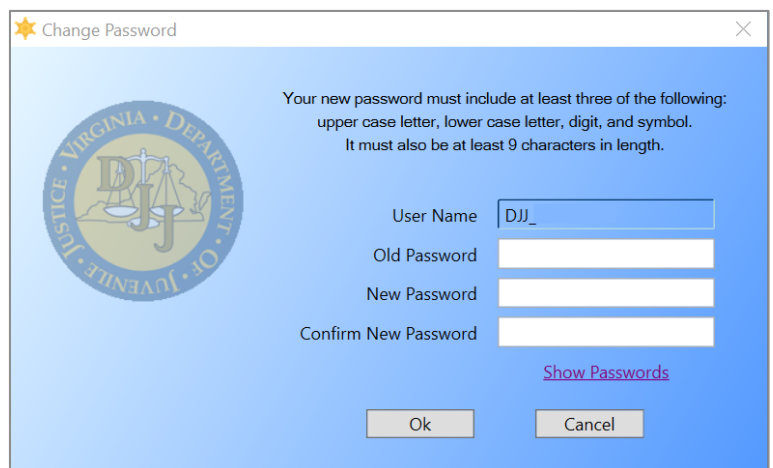 Change Password
VIRGINIA · DEPARTMENT · OF JUVENILE · JUSTICE ·
DJJ
Your new password must include at least three of the following:
upper case letter, lower case letter, digit, and symbol.
It must also be at least 9 characters in length.
User Name DJJ_
Old Password
New Password
Confirm New Password
Show Passwords
Ok Cancel